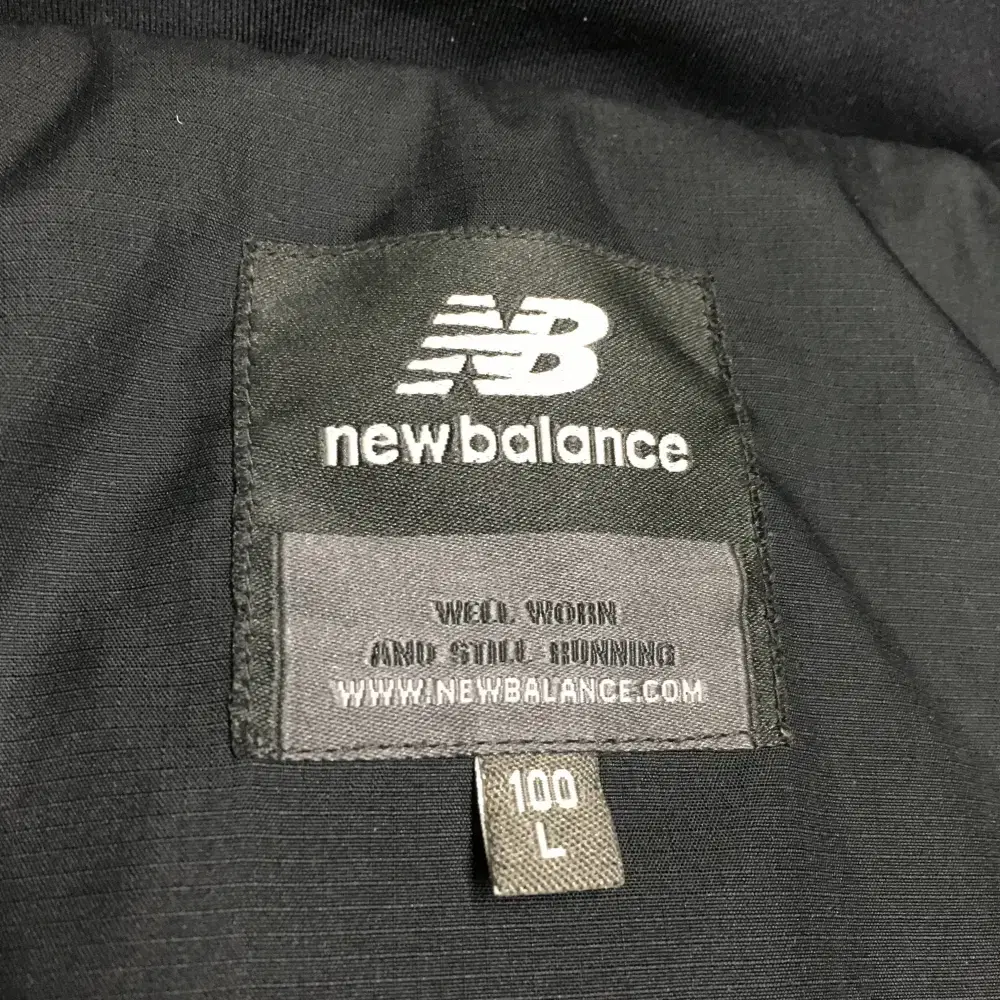 NB
new balance
WELL WORN
AND STILL RUNNING
WWW.NEWBALANCE.COM
100
L